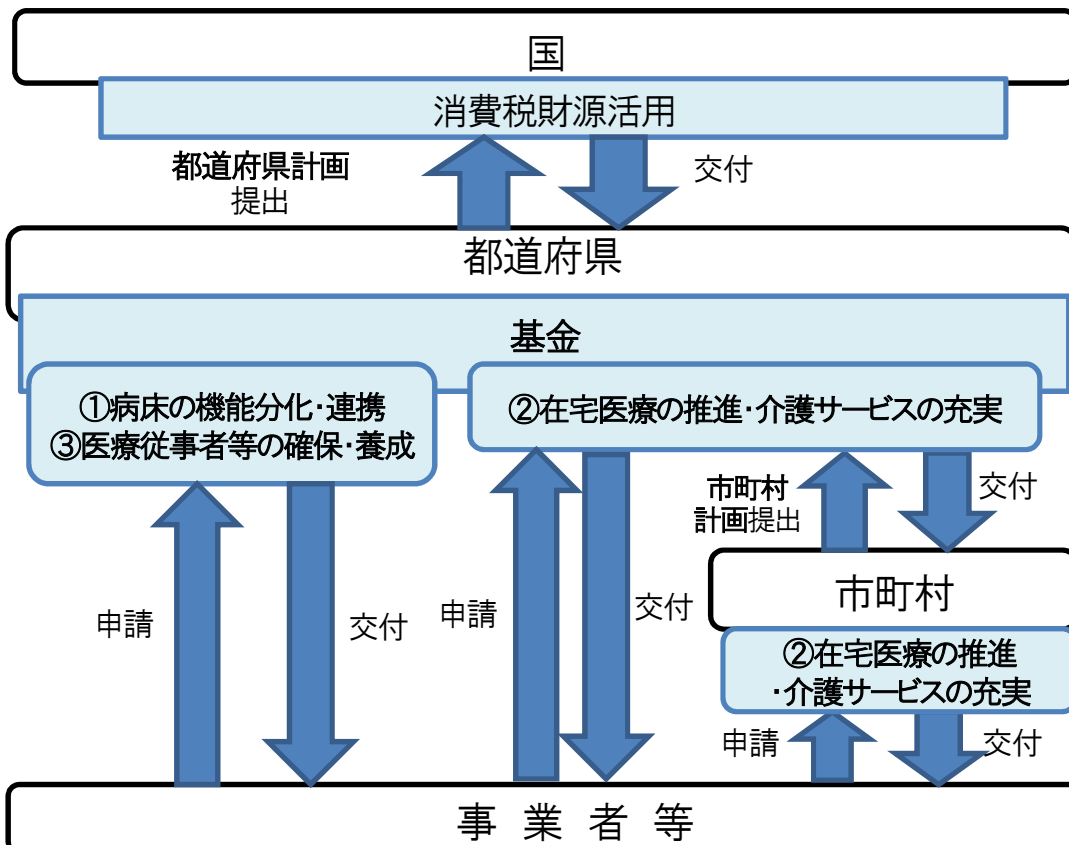 国
消費税財源活用
都道府県計画
提出
交付
都道府県
基金
①病床の機能分化・連携
③医療従事者等の確保・養成
②在宅医療の推進・介護サービスの充実
市町村
計画提出
交付
市町村
②在宅医療の推進
・介護サービスの充実
申請
交付
申請
交付
申請
交付
事業者等